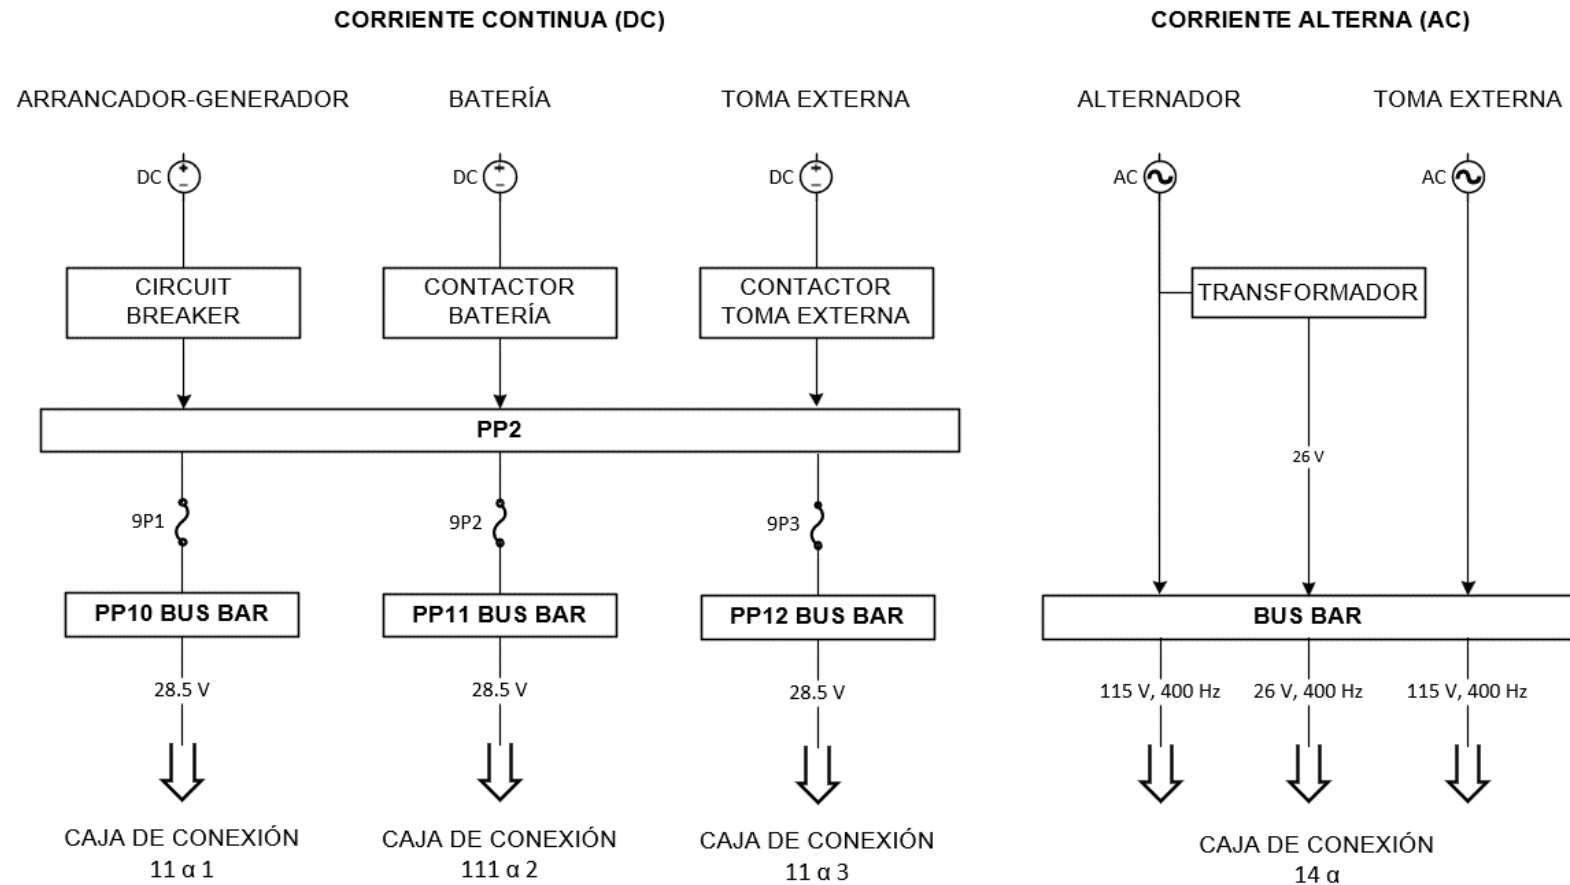 CORRIENTE CONTINUA (DC)
CORRIENTE ALTERNA (AC)
ARRANCADOR-GENERADOR
BATERÍA
TOMA EXTERNA
ALTERNADOR
TOMA EXTERNA
DC
DC
DC
AC
AC
CIRCUIT
BREAKER
CONTACTOR
BATERÍA
CONTACTOR
TOMA EXTERNA
TRANSFORMADOR
PP2
26 V
9P1
9P2
9P3
PP10 BUS BAR
PP11 BUS BAR
PP12 BUS BAR
BUS BAR
28.5 V
28.5 V
28.5 V
115 V, 400 Hz
26 V, 400 Hz
115 V, 400 Hz
CAJA DE CONEXIÓN
11 α 1
CAJA DE CONEXIÓN
111 α 2
CAJA DE CONEXIÓN
11 α 3
CAJA DE CONEXIÓN
14 α